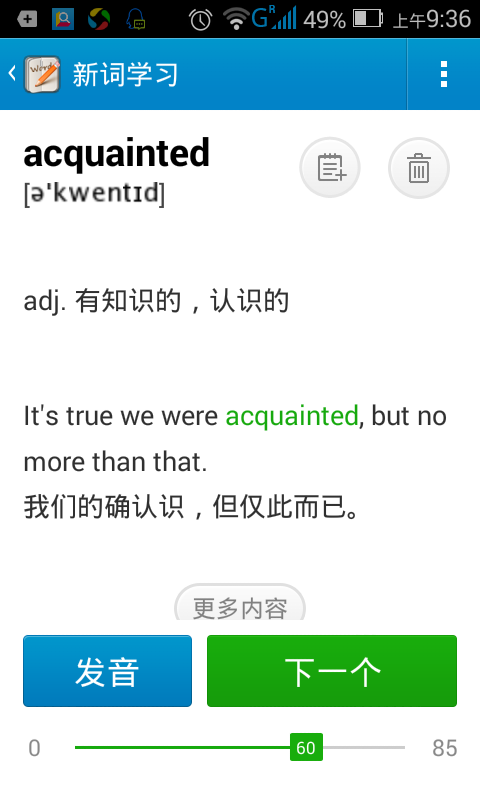 49% 上午9:36
新词学习
acquainted
[ə'kwentɪd]
adj. 有知识的，认识的
It's true we were acquainted, but no
more than that.
我们的确认识，但仅此而已。
更多内容
发音 下一个
0 60 85